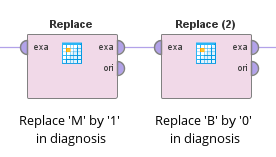 Replace
exa exa
ori
Replace 'M' by '1'
in diagnosis
Replace (2)
exa exa
ori
Replace 'B' by '0'
in diagnosis